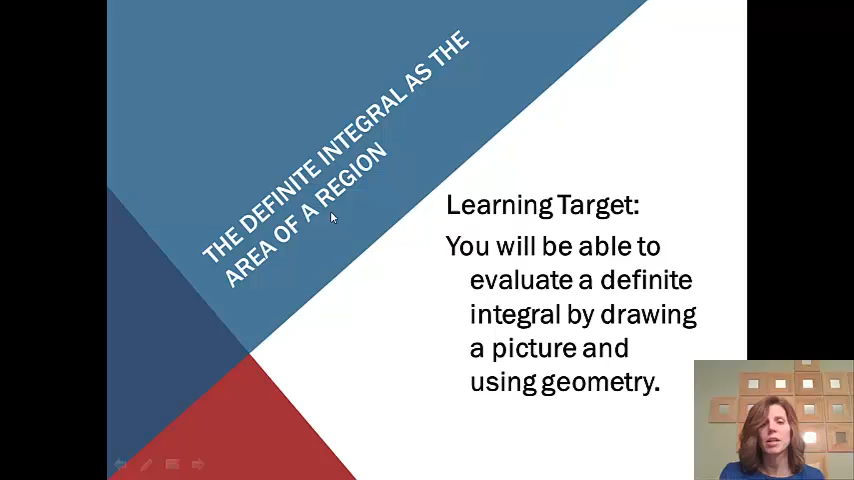 THE DEFINITE INTEGRAL AS THE
AREA OF A REGION
Learning Target:
You will be able to
evaluate a definite
integral by drawing
a picture and
using geometry.